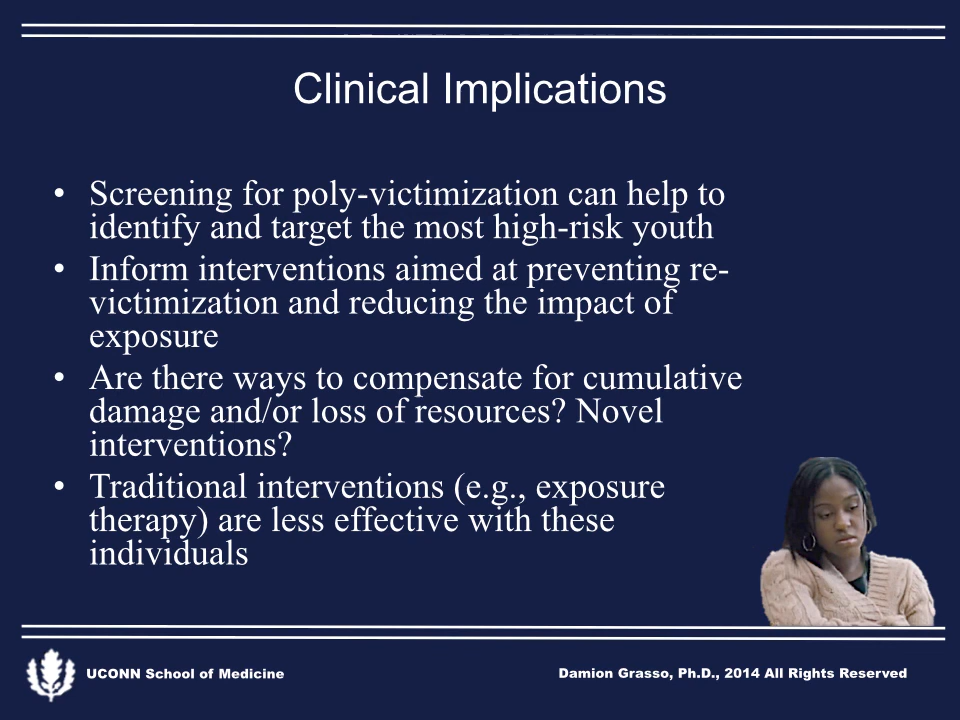 Clinical Implications
• Screening for poly-victimization can help to
identify and target the most high-risk youth
• Inform interventions aimed at preventing re-
victimization and reducing the impact of
exposure
• Are there ways to compensate for cumulative
damage and/or loss of resources? Novel
interventions?
• Traditional interventions (e.g., exposure
therapy) are less effective with these
individuals
UCONN School of Medicine
Damion Grasso, Ph.D., 2014 All Rights Reserved